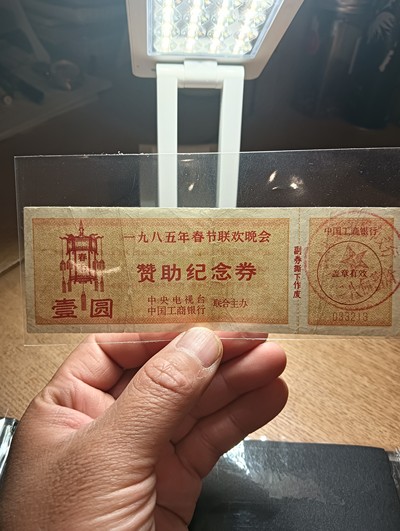 一九八五年春节联欢晚会
春
赞助纪念券
壹圆
中央电视台
中国工商银行
联合主办
副券撕下作废
中国工商银行
盖章有效
033213